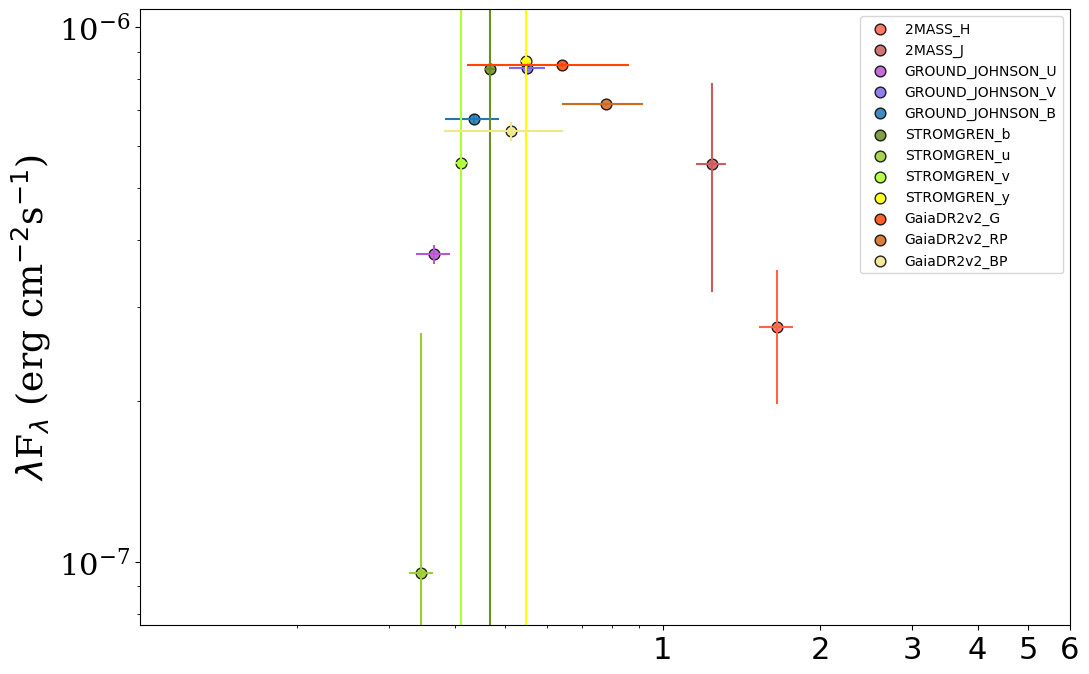 10⁻⁶
10⁻⁷
λF_λ (erg cm⁻²s⁻¹)
2MASS_H
2MASS_J
GROUND_JOHNSON_U
GROUND_JOHNSON_V
GROUND_JOHNSON_B
STROMGREN_b
STROMGREN_u
STROMGREN_v
STROMGREN_y
GaiaDR2v2_G
GaiaDR2v2_RP
GaiaDR2v2_BP
1 2 3 4 5 6